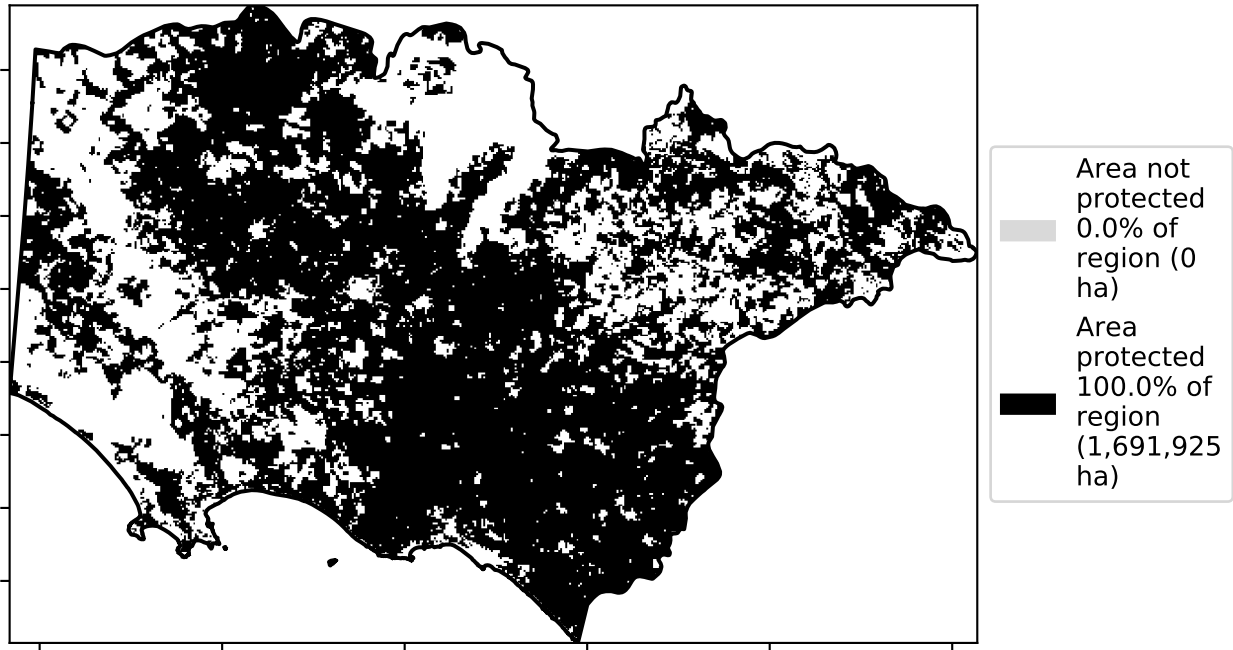 Area not
protected
0.0% of
region (0
ha)
Area
protected
100.0% of
region
(1,691,925
ha)